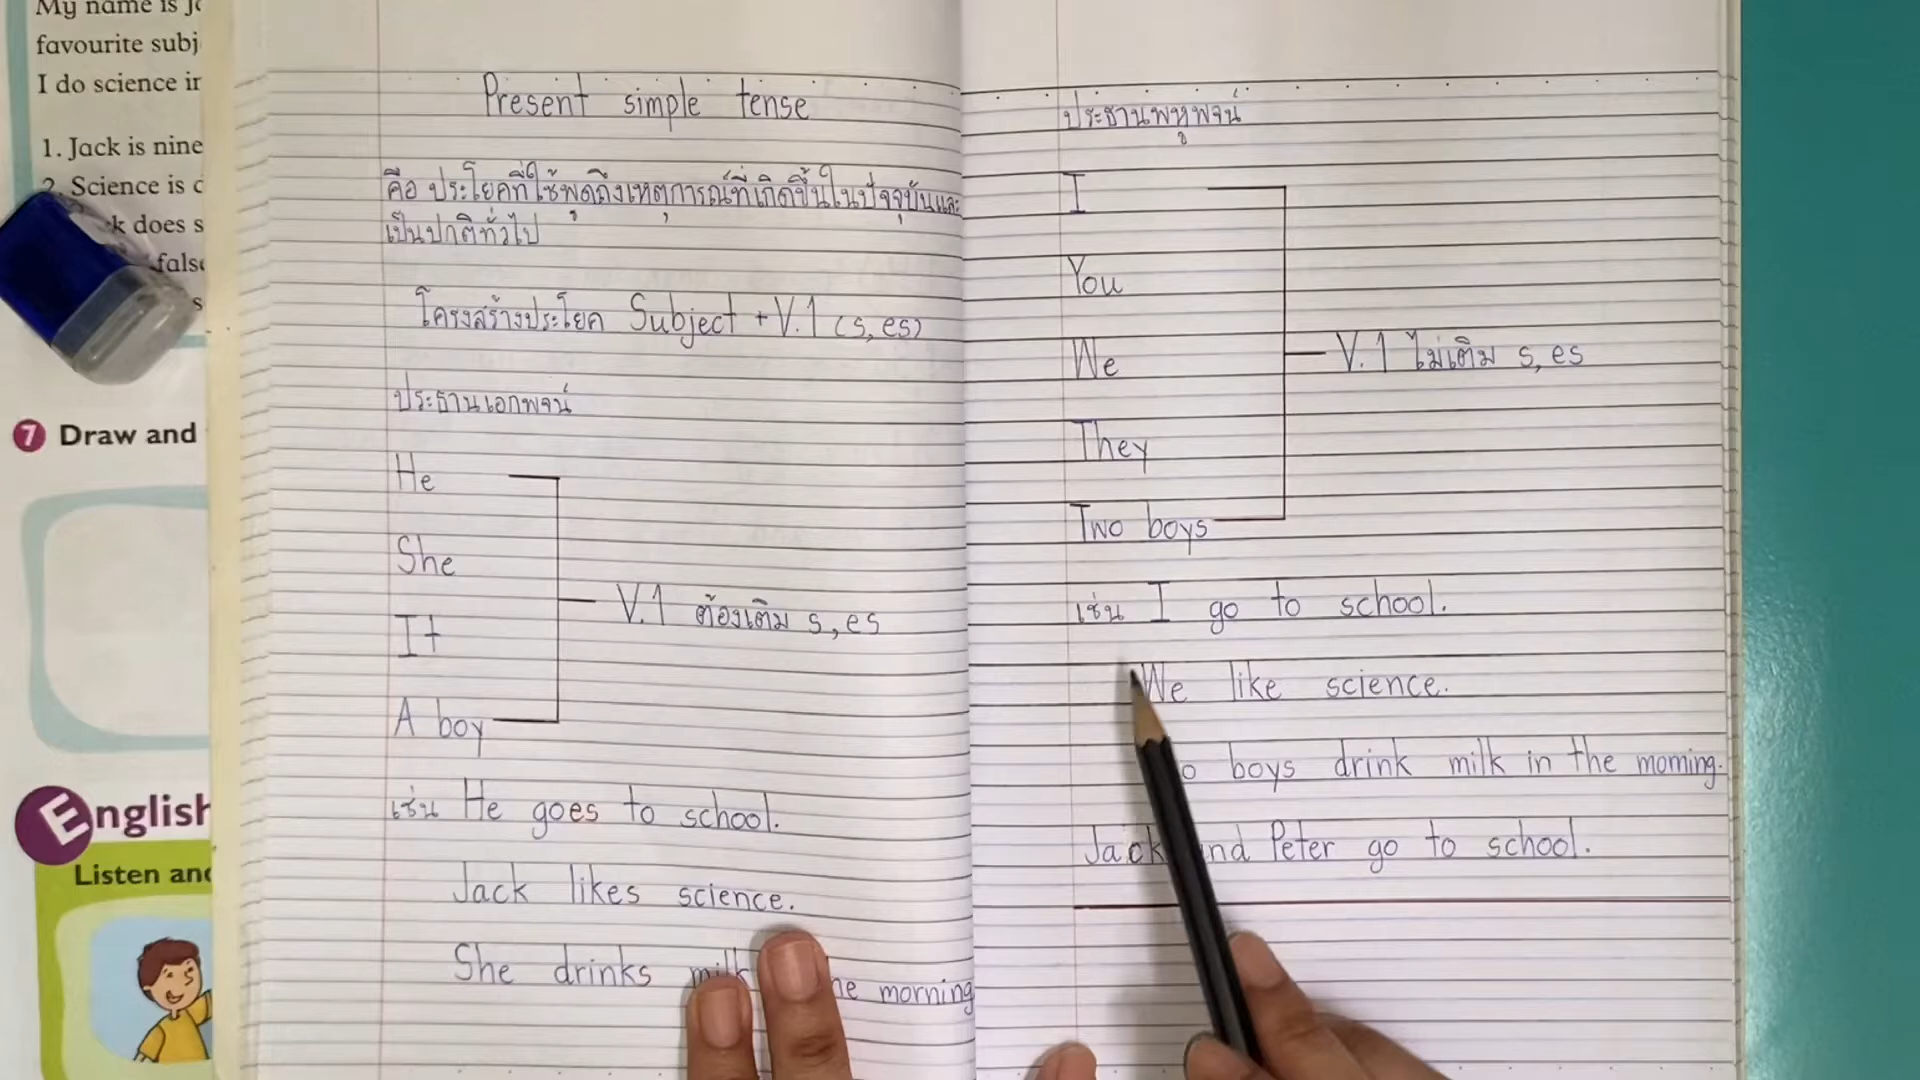 My name is
favourite subj
I do science in
1. Jack is nine
2. Science is
k does s
false
s
7 Draw and
English
Listen and
Present simple tense
คือ ประโยคที่ใช้พูดถึงเหตุการณ์ที่เกิดขึ้นในปัจจุบันและ
เป็นปกติทั่วไป
โครงสร้างประโยค Subject + V.1 (s, es)
ประธานเอกพจน์
He
She
It
A boy
V.1 ต้องเติม s, es
เช่น He goes to school.
Jack likes science.
She drinks milk he morning
ประธานพหูพจน์
I
You
We
They
Two boys
V.1 ไม่เติม s, es
เช่น I go to school.
We like science.
o boys drink milk in the morning.
Jack and Peter go to school.